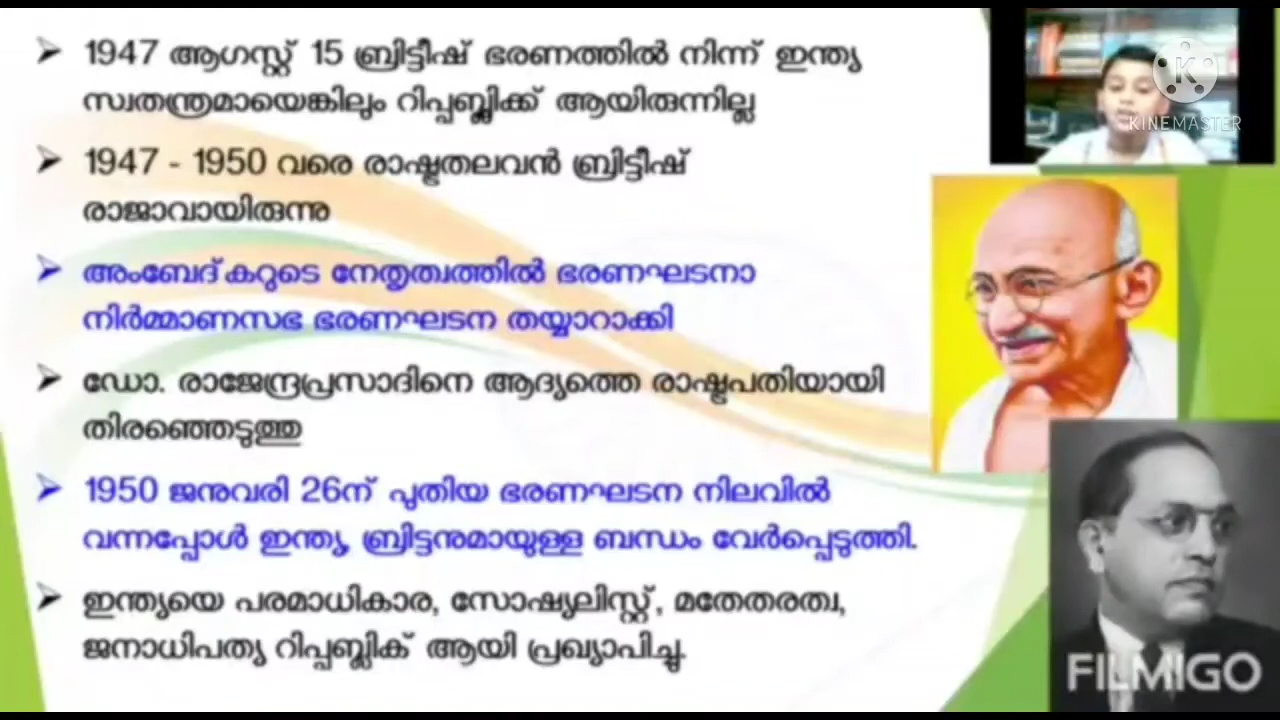 1947 ആഗസ്റ്റ് 15 ബ്രിട്ടീഷ് ഭരണത്തിൽ നിന്ന് ഇന്ത്യ
സ്വതന്ത്രമായെങ്കിലും റിപ്പബ്ലിക്ക് ആയിരുന്നില്ല
1947 - 1950 വരെ രാഷ്ട്രതലവൻ ബ്രിട്ടീഷ്
രാജാവായിരുന്നു
അംബേദ്കറുടെ നേതൃത്വത്തിൽ ഭരണഘടനാ
നിർമ്മാണസഭ ഭരണഘടന തയ്യാറാക്കി
ഡോ. രാജേന്ദ്രപ്രസാദിനെ ആദ്യത്തെ രാഷ്ട്രപതിയായി
തിരഞ്ഞെടുത്തു
1950 ജനുവരി 26ന് പുതിയ ഭരണഘടന നിലവിൽ
വന്നപ്പോൾ ഇന്ത്യ, ബ്രിട്ടനുമായുള്ള ബന്ധം വേർപ്പെടുത്തി.
ഇന്ത്യയെ പരമാധികാര, സോഷ്യലിസ്റ്റ്, മതേതരത്വ,
ജനാധിപത്യ റിപ്പബ്ലിക് ആയി പ്രഖ്യാപിച്ചു.
K
KINEMASTER
FILMIGO